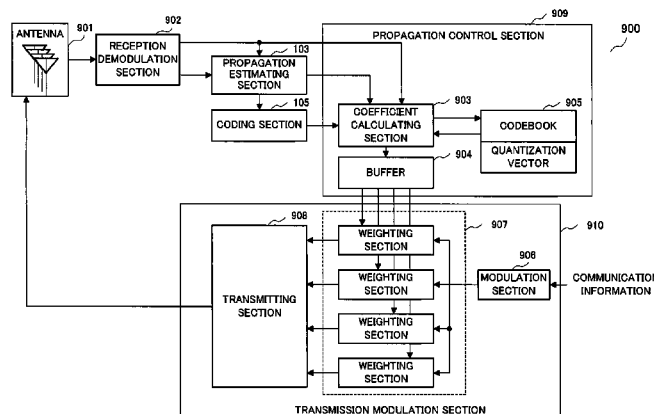 909
PROPAGATION CONTROL SECTION
900
ANTENNA
901
902
RECEPTION
DEMODULATION
SECTION
103
PROPAGATION
ESTIMATING
SECTION
105
CODING SECTION
903
COEFFICIENT
CALCULATING
SECTION
905
CODEBOOK
QUANTIZATION
VECTOR
904
BUFFER
908
TRANSMITTING
SECTION
907
WEIGHTING
SECTION
WEIGHTING
SECTION
WEIGHTING
SECTION
WEIGHTING
SECTION
910
906
MODULATION
SECTION
COMMUNICATION
INFORMATION
TRANSMISSION MODULATION SECTION